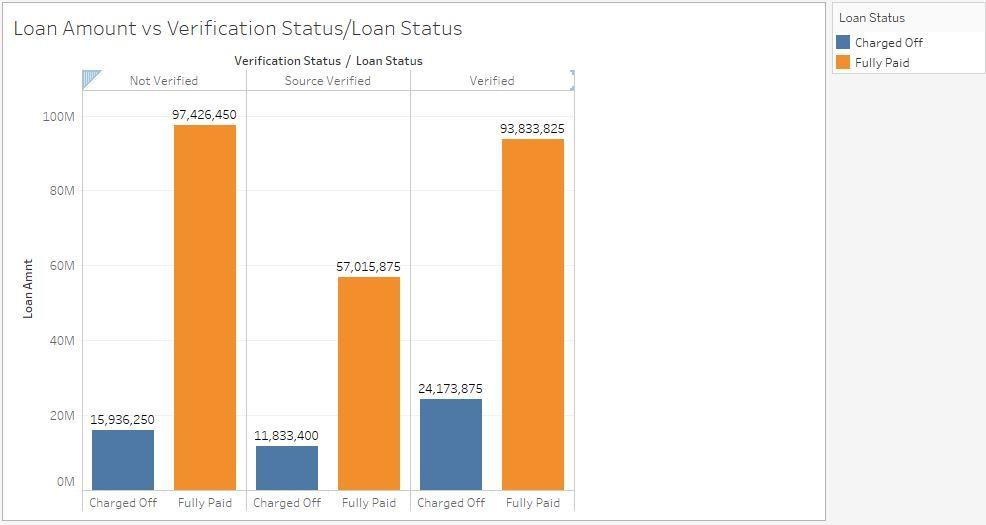 Loan Amount vs Verification Status/Loan Status
Verification Status / Loan Status
Not Verified Source Verified Verified
100M
80M
60M
40M
20M
0M
Loan Amnt
97,426,450
93,833,825
57,015,875
24,173,875
15,936,250
11,833,400
Charged Off Fully Paid Charged Off Fully Paid Charged Off Fully Paid
Loan Status
Charged Off
Fully Paid